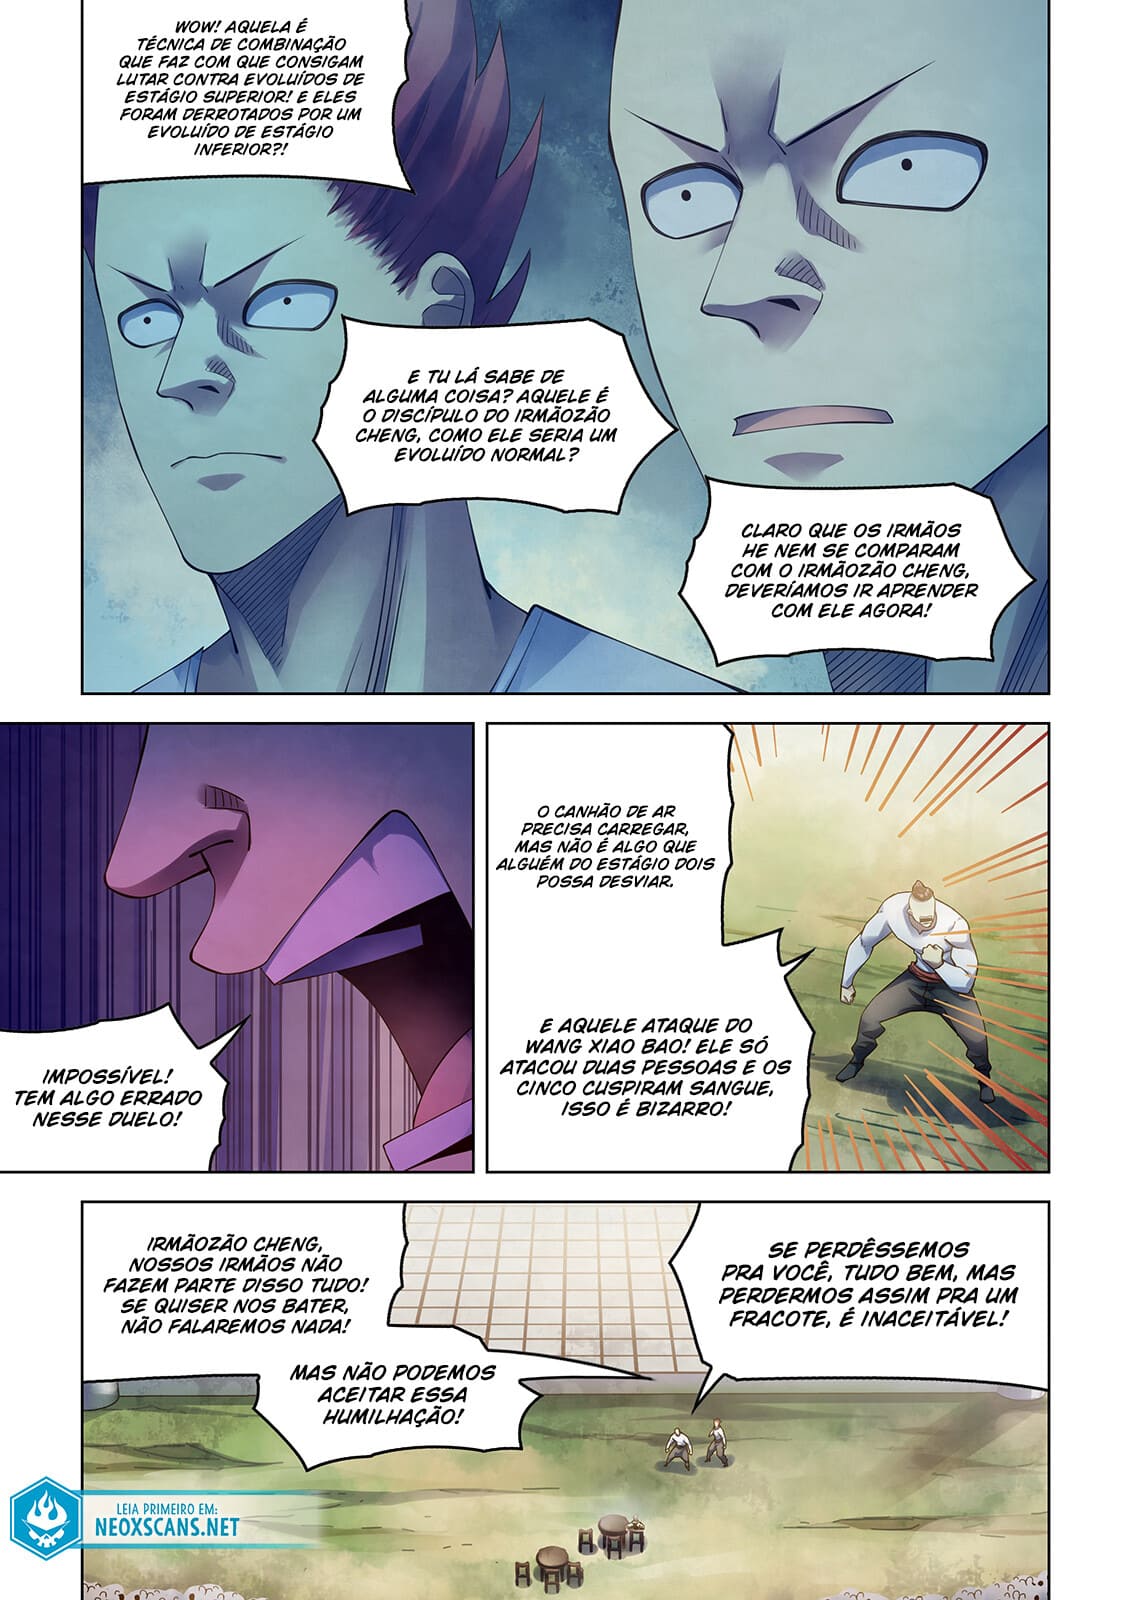 WOW! AQUELA É
TÉCNICA DE COMBINAÇÃO
QUE FAZ COM QUE CONSIGAM
LUTAR CONTRA EVOLUÍDOS DE
ESTÁGIO SUPERIOR! E ELES
FORAM DERROTADOS POR UM
EVOLUÍDO DE ESTÁGIO
INFERIOR?!
E TU LÁ SABE DE
ALGUMA COISA? AQUELE É
O DISCÍPULO DO IRMÃOZÃO
CHENG, COMO ELE SERIA UM
EVOLUÍDO NORMAL?
CLARO QUE OS IRMÃOS
HE NEM SE COMPARAM
COM O IRMÃOZÃO CHENG,
DEVERÍAMOS IR APRENDER
COM ELE AGORA!
IMPOSSÍVEL!
TEM ALGO ERRADO
NESSE DUELO!
O CANHÃO DE AR
PRECISA CARREGAR,
MAS NÃO É ALGO QUE
ALGUÉM DO ESTÁGIO DOIS
POSSA DESVIAR.
E AQUELE ATAQUE DO
WANG XIAO BAO! ELE SÓ
ATACOU DUAS PESSOAS E OS
CINCO CUSPIRAM SANGUE,
ISSO É BIZARRO!
IRMÃOZÃO CHENG,
NOSSOS IRMÃOS NÃO
FAZEM PARTE DISSO TUDO!
SE QUISER NOS BATER,
NÃO FALAREMOS NADA!
SE PERDÊSSEMOS
PRA VOCÊ, TUDO BEM, MAS
PERDERMOS ASSIM PRA UM
FRACOTE, É INACEITÁVEL!
MAS NÃO PODEMOS
ACEITAR ESSA
HUMILHAÇÃO!
LEIA PRIMEIRO EM:
NEOXSCANS.NET